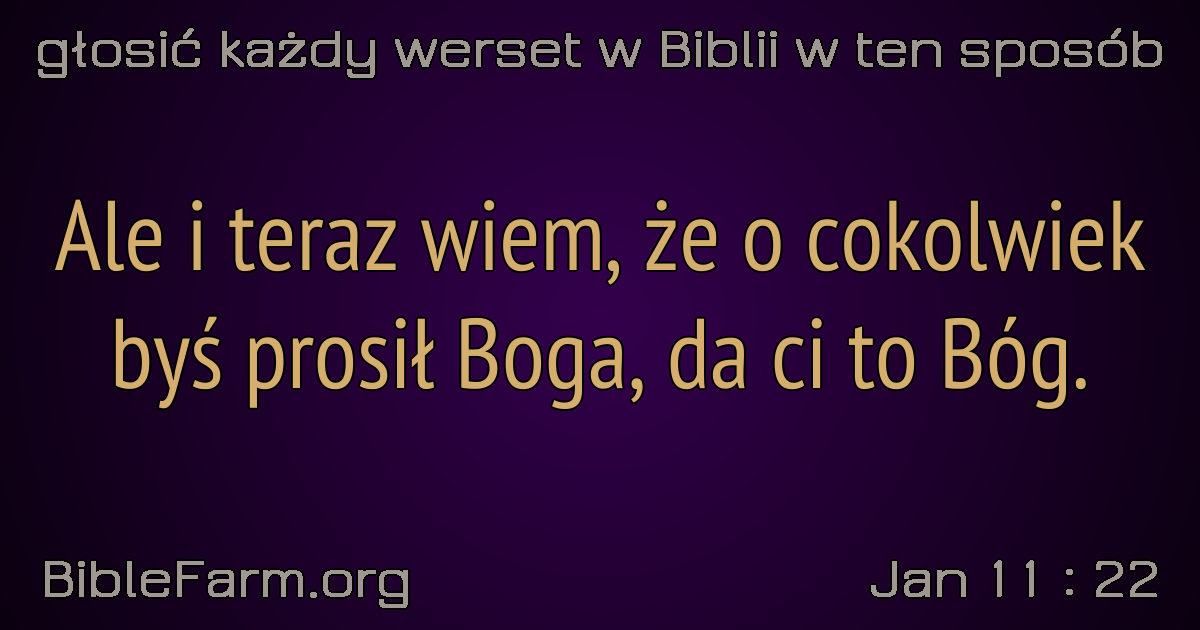 głosić każdy werset w Biblii w ten sposób
Ale i teraz wiem, że o cokolwiek
byś prosił Boga, da ci to Bóg.
BibleFarm.org
Jan 11 : 22